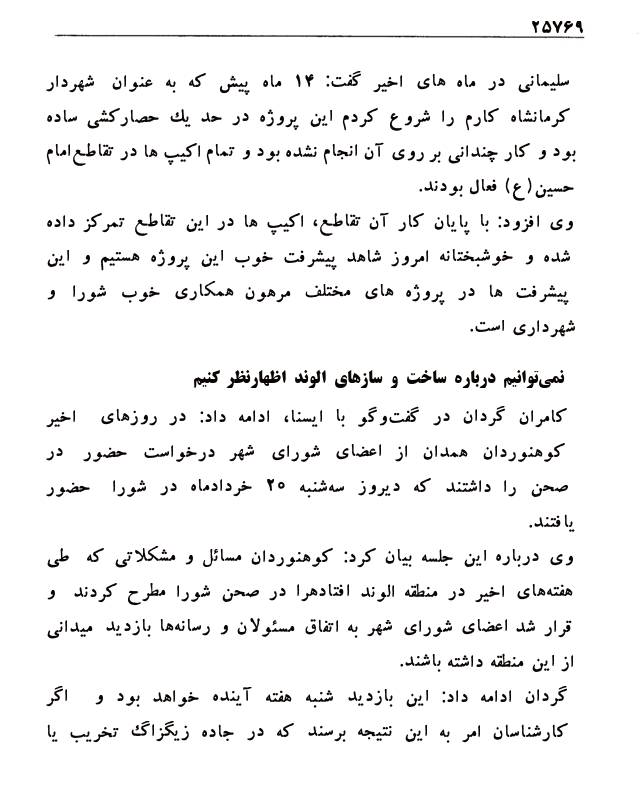 ۲۵۷۶۹
سلیمانی در ماه های اخیر گفت: ۱۴ ماه پیش که به عنوان شهردار
کرمانشاه کارم را شروع کردم این پروژه در حد یك حصارکشی ساده
بود و کار چندانی بر روی آن انجام نشده بود و تمام اکیپ ها در تقاطع امام
حسین(ع) فعال بودند.
وی افزود: با پایان کار آن تقاطع، اکیپ ها در این تقاطع تمرکز داده
شده و خوشبختانه امروز شاهد پیشرفت خوب این پروژه هستیم و این
پیشرفت ها در پروژه های مختلف مرهون همکاری خوب شورا و
شهرداری است.
نمی‌توانیم درباره ساخت و سازهای الوند اظهارنظر کنیم
کامران گردان در گفت‌وگو با ایسنا، ادامه داد: در روزهای اخیر
کوهنوردان همدان از اعضای شورای شهر درخواست حضور در
صحن را داشتند که دیروز سه‌شنبه ۲۰ خردادماه در شورا حضور
یافتند.
وی درباره این جلسه بیان کرد: کوهنوردان مسائل و مشکلاتی که طی
هفته‌های اخیر در منطقه الوند افتادهرا در صحن شورا مطرح کردند و
قرار شد اعضای شورای شهر به اتفاق مسئولان و رسانه‌ها بازدید میدانی
از این منطقه داشته باشند.
گردان ادامه داد: این بازدید شنبه هفته آینده خواهد بود و اگر
کارشناسان امر به این نتیجه برسند که در جاده زیگزاگ تخریب یا